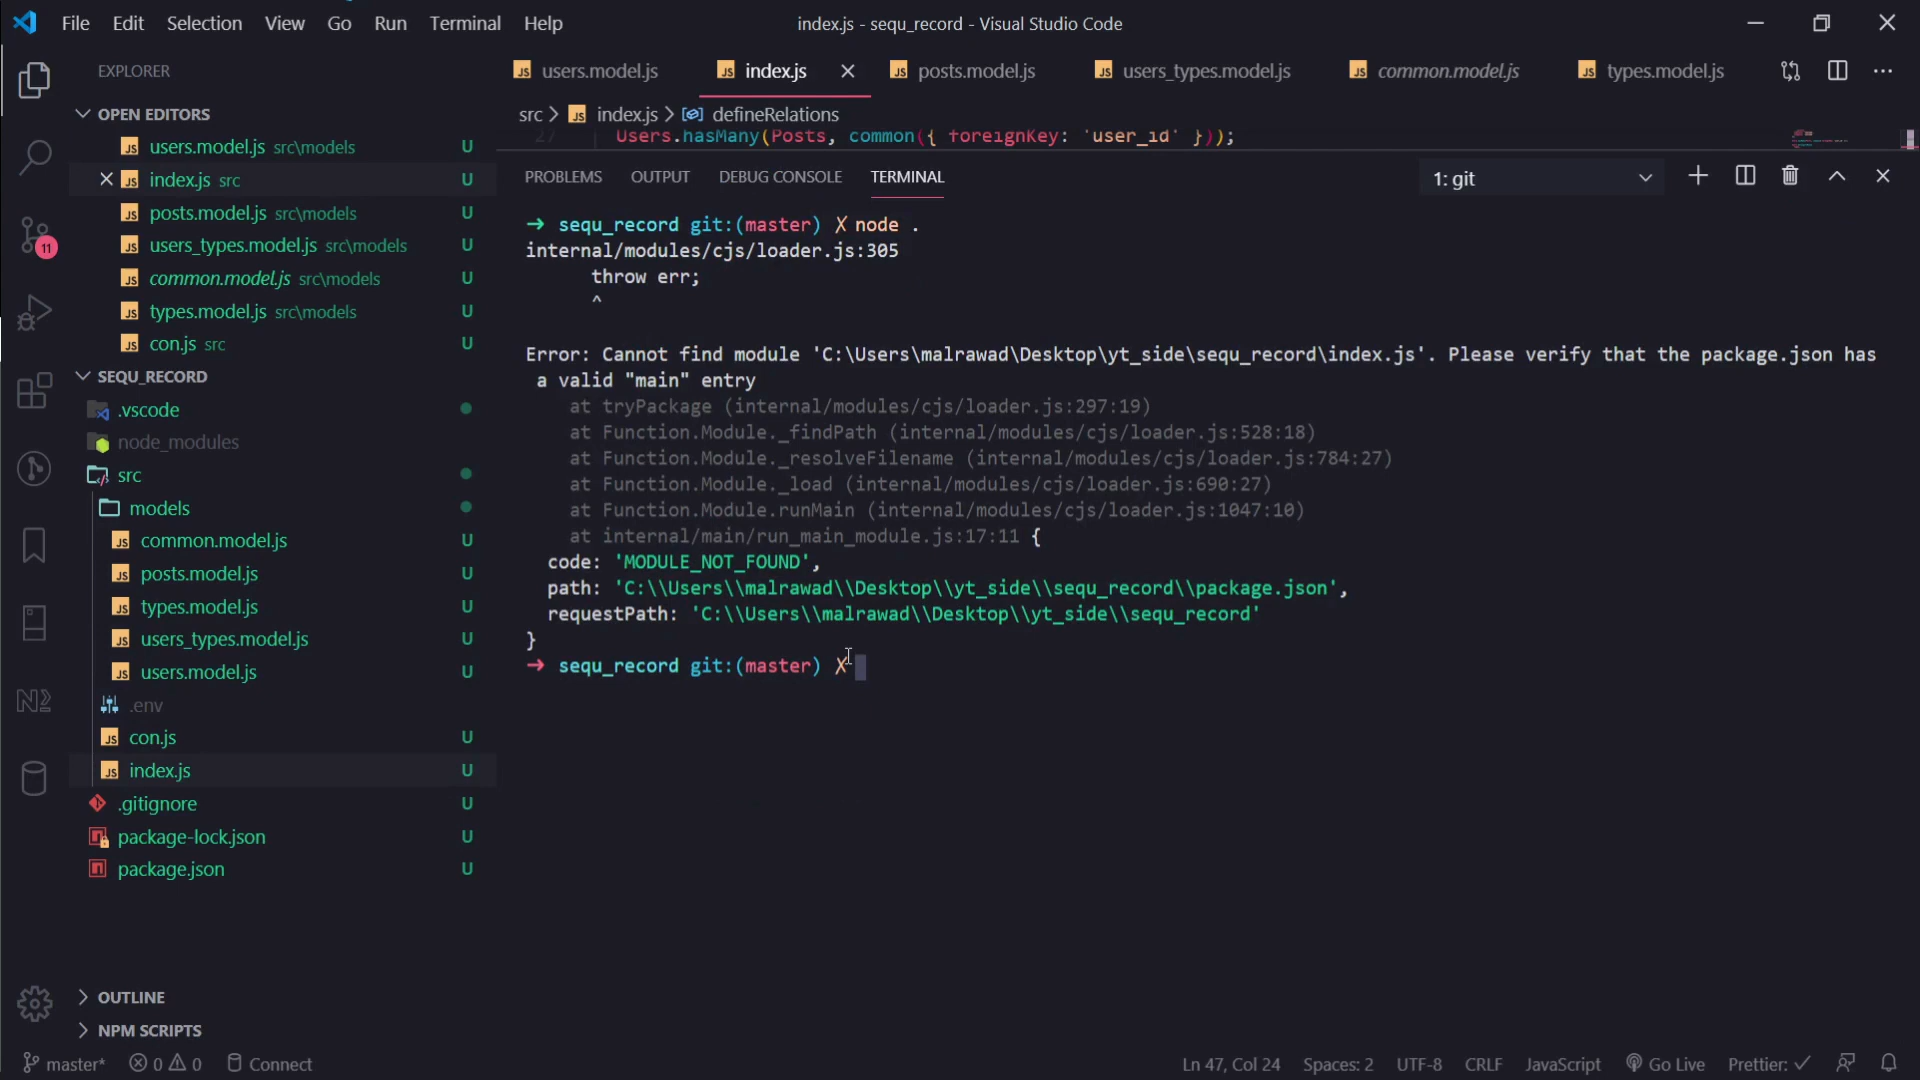 File Edit Selection View Go Run Terminal Help
index.js - sequ_record - Visual Studio Code
EXPLORER
OPEN EDITORS
users.model.js src\models U
index.js src U
posts.model.js src\models U
users_types.model.js src\models U
common.model.js src\models U
types.model.js src\models U
con.js src U
SEQU_RECORD
.vscode
node_modules
src
models
common.model.js U
posts.model.js U
types.model.js U
users_types.model.js U
users.model.js U
.env
con.js U
index.js U
.gitignore U
package-lock.json U
package.json U
OUTLINE
NPM SCRIPTS
11
users.model.js index.js posts.model.js users_types.model.js common.model.js types.model.js
src > index.js > defineRelations
27 Users.hasMany(Posts, common({ foreignKey: 'user_id' }));
PROBLEMS OUTPUT DEBUG CONSOLE TERMINAL 1: git
→ sequ_record git:(master) ✗ node .
internal/modules/cjs/loader.js:305
throw err;
^
Error: Cannot find module 'C:\Users\malrawad\Desktop\yt_side\sequ_record\index.js'. Please verify that the package.json has
a valid "main" entry
at tryPackage (internal/modules/cjs/loader.js:297:19)
at Function.Module._findPath (internal/modules/cjs/loader.js:528:18)
at Function.Module._resolveFilename (internal/modules/cjs/loader.js:784:27)
at Function.Module._load (internal/modules/cjs/loader.js:690:27)
at Function.Module.runMain (internal/modules/cjs/loader.js:1047:10)
at internal/main/run_main_module.js:17:11 {
code: 'MODULE_NOT_FOUND',
path: 'C:\\Users\\malrawad\\Desktop\\yt_side\\sequ_record\\package.json',
requestPath: 'C:\\Users\\malrawad\\Desktop\\yt_side\\sequ_record'
}
→ sequ_record git:(master) ✗
master* 0 0 Connect Ln 47, Col 24 Spaces: 2 UTF-8 CRLF JavaScript Go Live Prettier: ✓